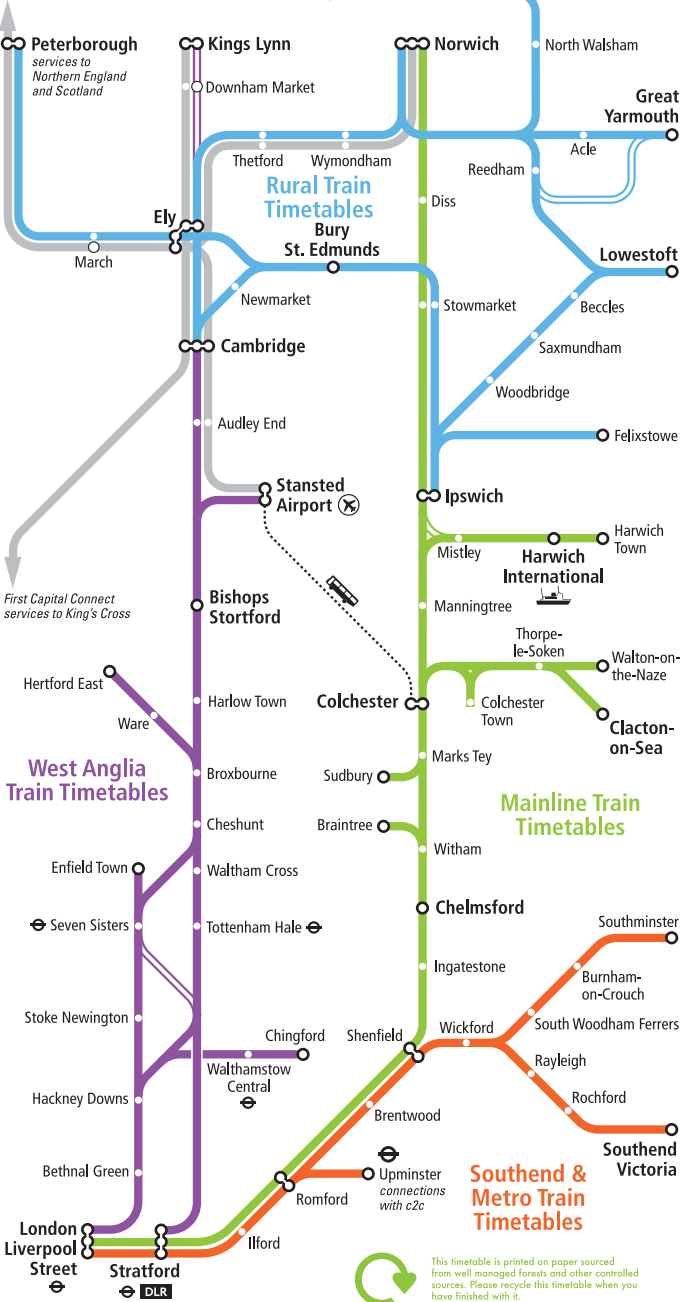 Peterborough
services to
Northern England
and Scotland
Kings Lynn
Norwich
North Walsham
Downham Market
Great
Yarmouth
Thetford
Wymondham
Acle
Reedham
Rural Train
Timetables
Diss
Ely
Bury
St. Edmunds
March
Lowestoft
Newmarket
Stowmarket
Beccles
Cambridge
Saxmundham
Woodbridge
Audley End
Felixstowe
Stansted
Airport
Ipswich
Harwich
Town
Mistley
Harwich
International
First Capital Connect
services to King's Cross
Bishops
Stortford
Manningtree
Thorpe-
le-Soken
Walton-on-
the-Naze
Hertford East
Harlow Town
Colchester
Colchester
Town
Ware
Clacton-
on-Sea
West Anglia
Train Timetables
Broxbourne
Marks Tey
Sudbury
Mainline Train
Timetables
Cheshunt
Braintree
Witham
Enfield Town
Waltham Cross
Chelmsford
Seven Sisters
Tottenham Hale
Southminster
Ingatestone
Burnham-
on-Crouch
Stoke Newington
Chingford
Shenfield
Wickford
South Woodham Ferrers
Walthamstow
Central
Rayleigh
Hackney Downs
Rochford
Brentwood
Southend
Victoria
Bethnal Green
Upminster
connections
with c2c
Southend &
Metro Train
Timetables
Romford
London
Liverpool
Street
Ilford
Stratford
DLR
This timetable is printed on paper sourced
from well managed forests and other controlled
sources. Please recycle this timetable when you
have finished with it.